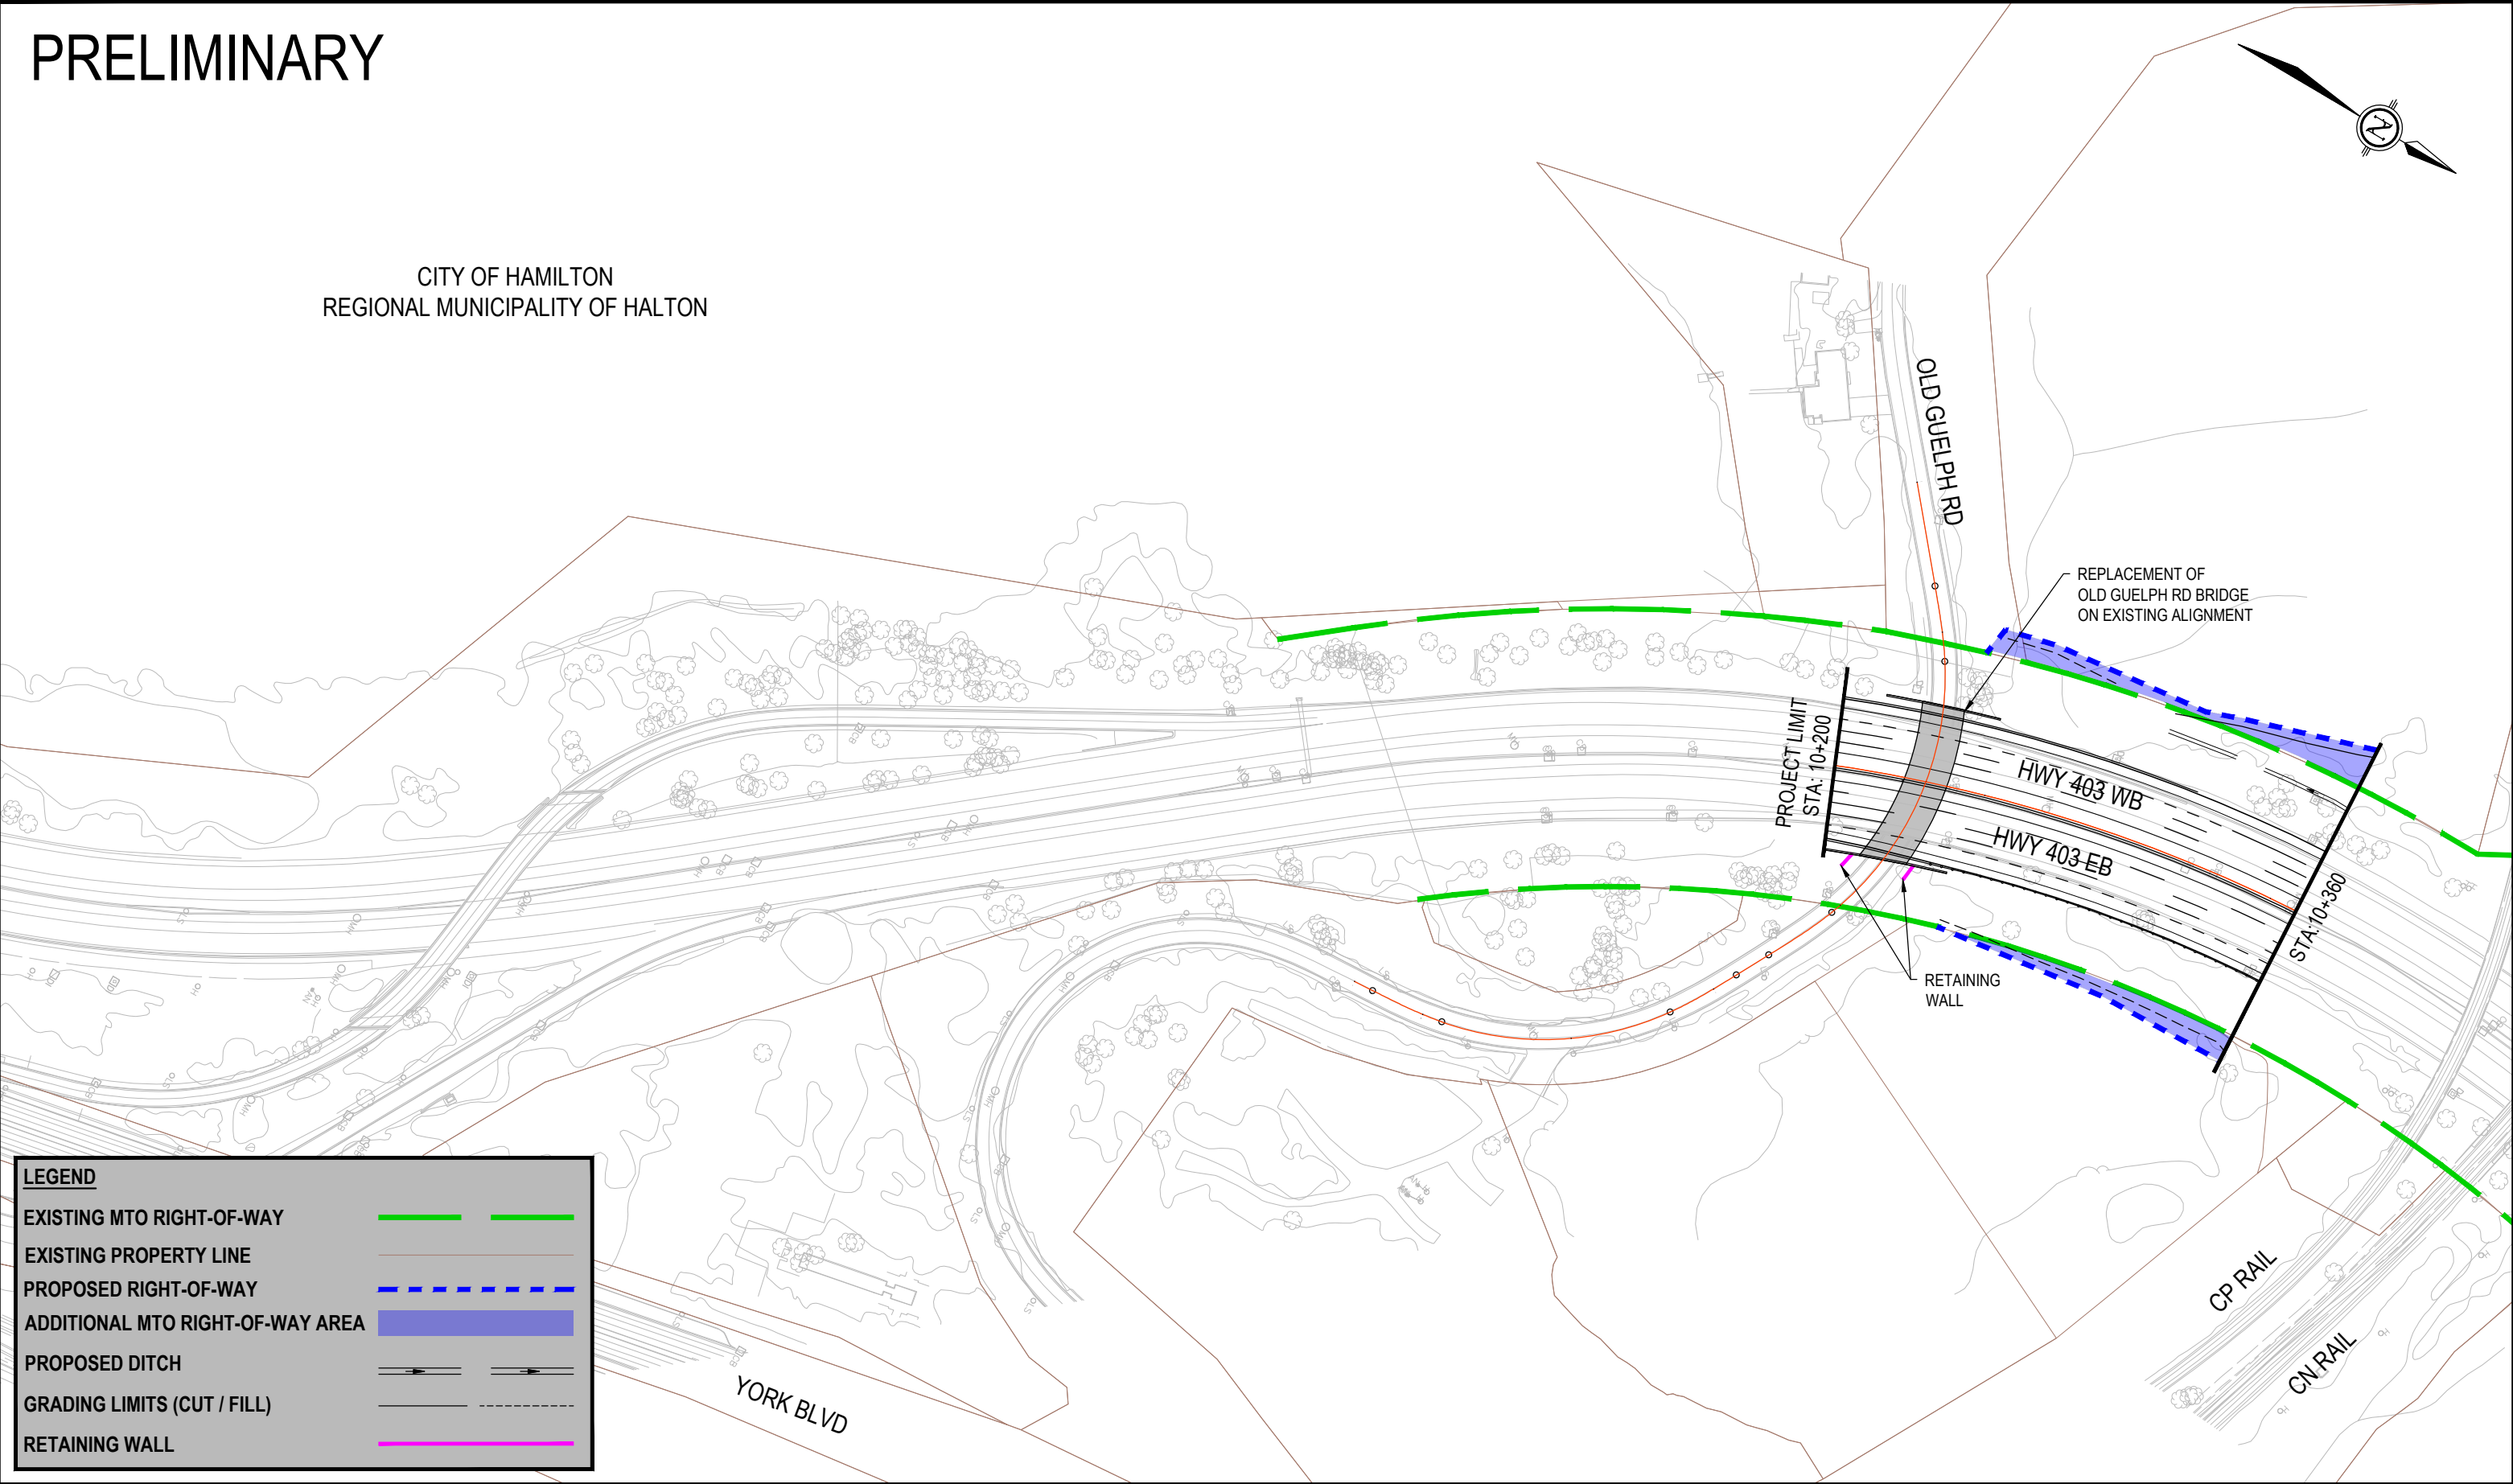 PRELIMINARY
CITY OF HAMILTON
REGIONAL MUNICIPALITY OF HALTON
N
OLD GUELPH RD
REPLACEMENT OF
OLD GUELPH RD BRIDGE
ON EXISTING ALIGNMENT
PROJECT LIMIT
STA.: 10+200
HWY 403 WB
HWY 403 EB
STA.:10+360
RETAINING
WALL
CP RAIL
CN RAIL
YORK BLVD
LEGEND
EXISTING MTO RIGHT-OF-WAY
EXISTING PROPERTY LINE
PROPOSED RIGHT-OF-WAY
ADDITIONAL MTO RIGHT-OF-WAY AREA
PROPOSED DITCH
GRADING LIMITS (CUT / FILL)
RETAINING WALL